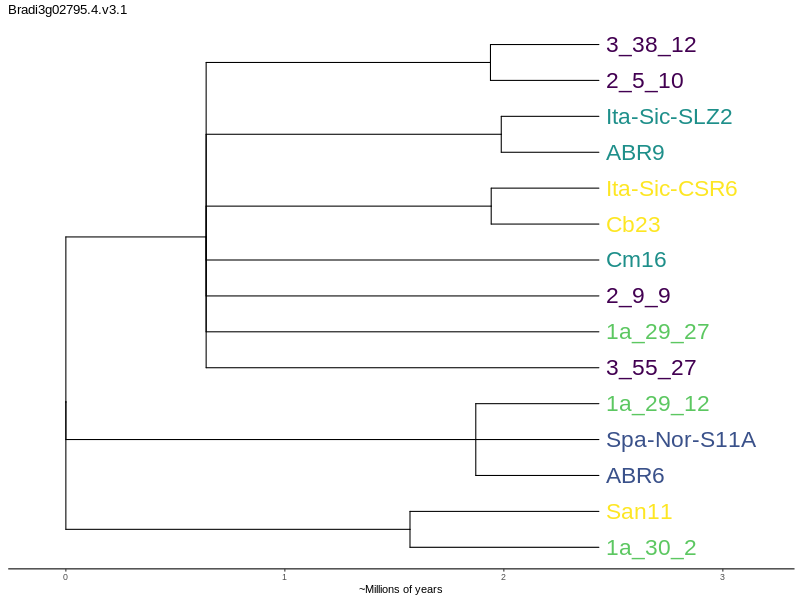 Bradi3g02795.4.v3.1
3_38_12
2_5_10
Ita-Sic-SLZ2
ABR9
Ita-Sic-CSR6
Cb23
Cm16
2_9_9
1a_29_27
3_55_27
1a_29_12
Spa-Nor-S11A
ABR6
San11
1a_30_2
0 1 2 3
~Millions of years